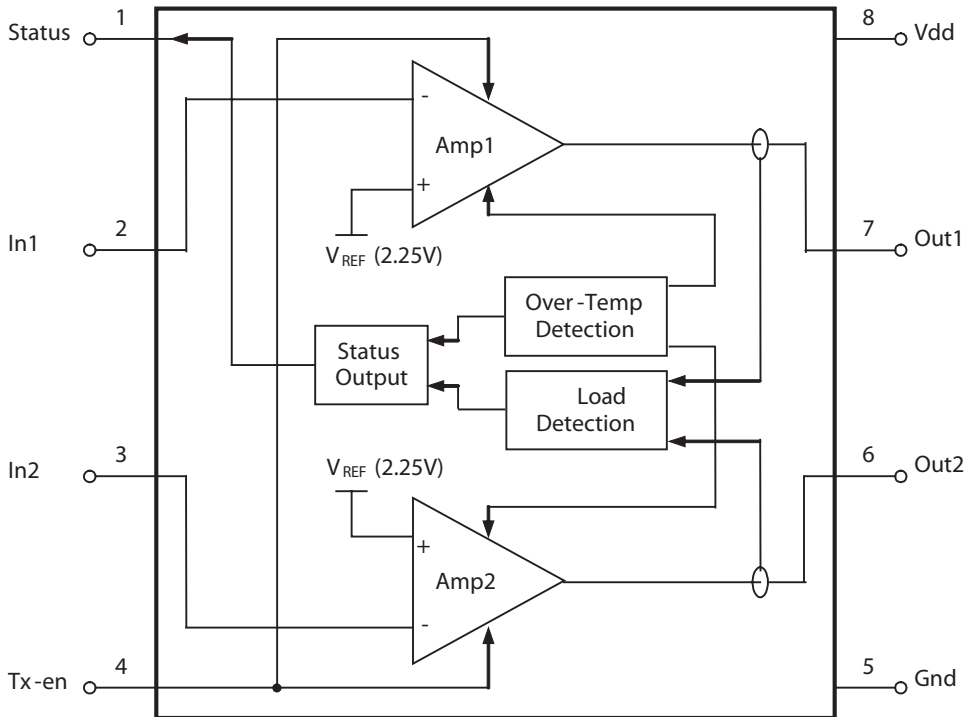 Status 1
8 Vdd
-
Amp1
+
VREF (2.25V)
In1 2
7 Out1
Over-Temp
Detection
Status
Output
Load
Detection
In2 3
6 Out2
VREF (2.25V)
+
Amp2
-
Tx-en 4
5 Gnd